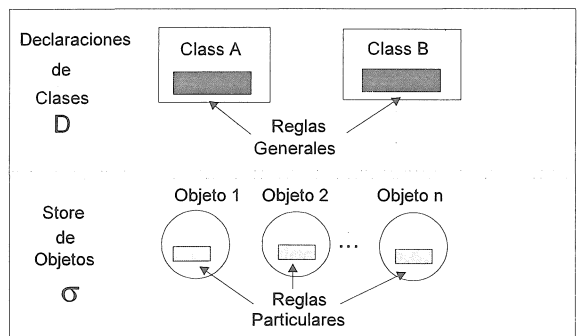 Declaraciones
de
Clases
D
Class A
Class B
Reglas
Generales
Store
de
Objetos
σ
Objeto 1
Objeto 2
Objeto n
...
Reglas
Particulares